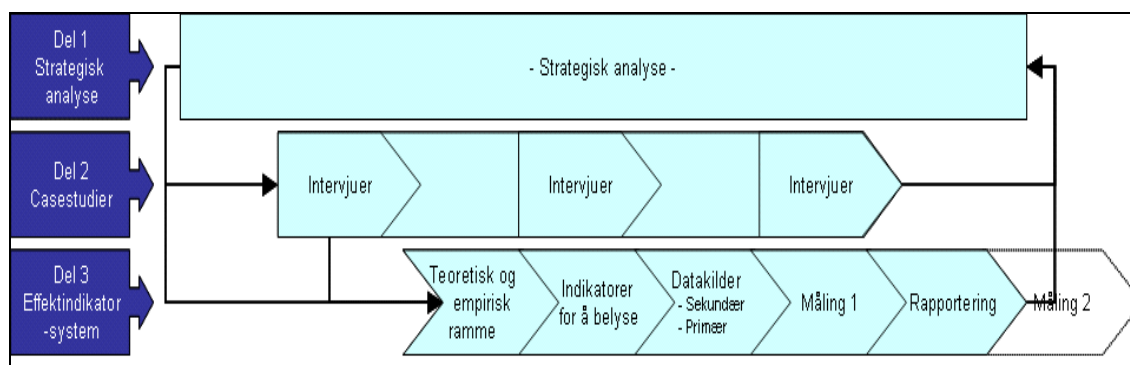 Del 1
Strategisk
analyse
- Strategisk analyse -
Del 2
Casestudier
Intervjuer
Intervjuer
Intervjuer
Del 3
Effektindikator
-system
Teoretisk og
empirisk
ramme
Indikatorer
for å belyse
Datakilder
- Sekundær
- Primær
Måling 1
Rapportering
Måling 2